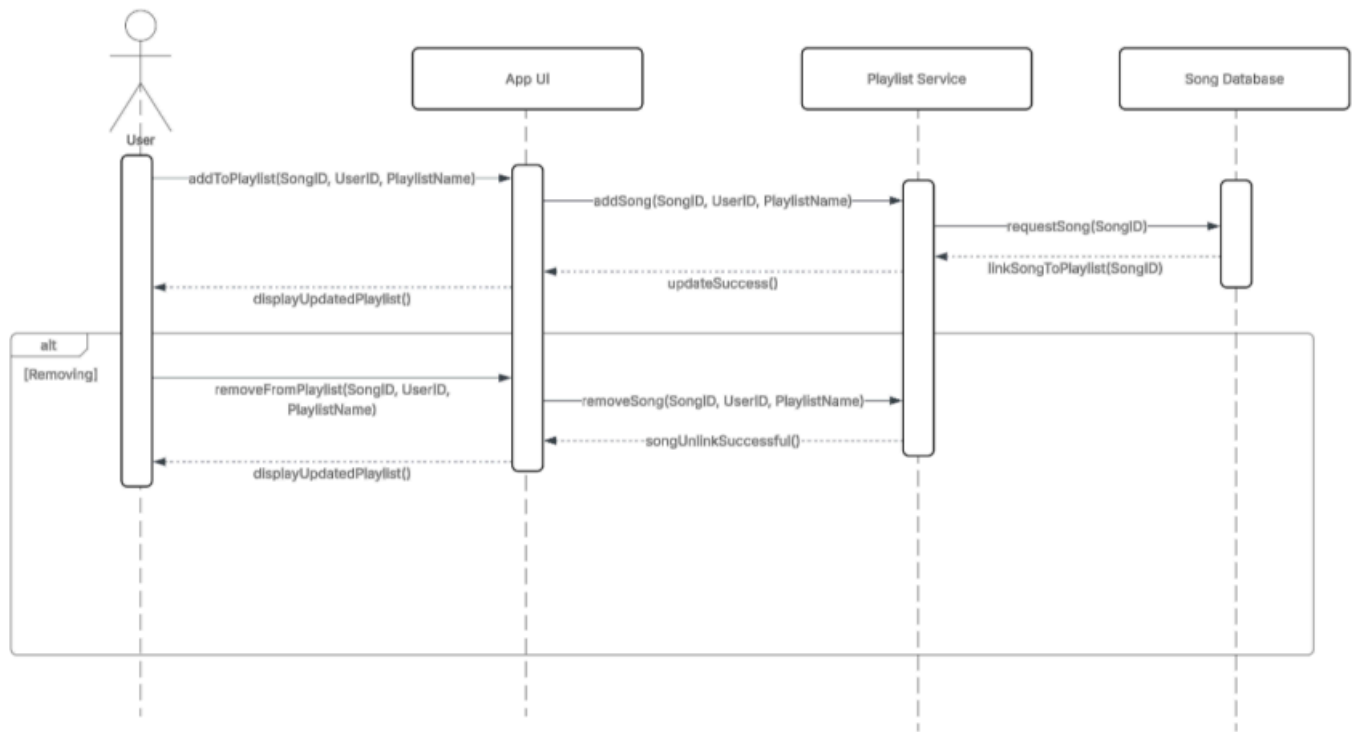 User
App UI
Playlist Service
Song Database
addToPlaylist(SongID, UserID, PlaylistName)
addSong(SongID, UserID, PlaylistName)
requestSong(SongID)
linkSongToPlaylist(SongID)
updateSuccess()
displayUpdatedPlaylist()
alt
[Removing]
removeFromPlaylist(SongID, UserID,
PlaylistName)
removeSong(SongID, UserID, PlaylistName)
songUnlinkSuccessful()
displayUpdatedPlaylist()